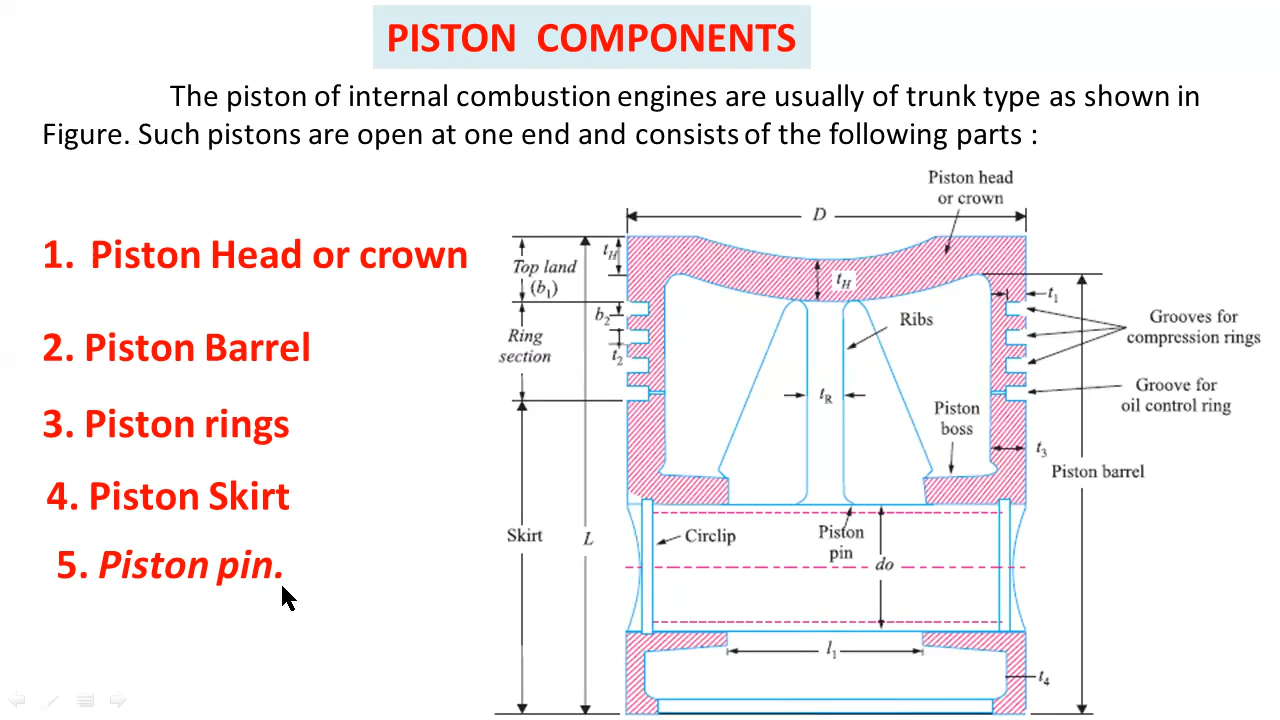 PISTON COMPONENTS
The piston of internal combustion engines are usually of trunk type as shown in
Figure. Such pistons are open at one end and consists of the following parts :
1. Piston Head or crown
2. Piston Barrel
3. Piston rings
4. Piston Skirt
5. Piston pin.
Piston head
or crown
D
tH
Top land
(b1)
tH
t1
b2
Ring
section
t2
Ribs
Grooves for
compression rings
tR
Groove for
oil control ring
Piston
boss
t3
Piston barrel
Skirt
L
Circlip
Piston
pin
do
l1
t4